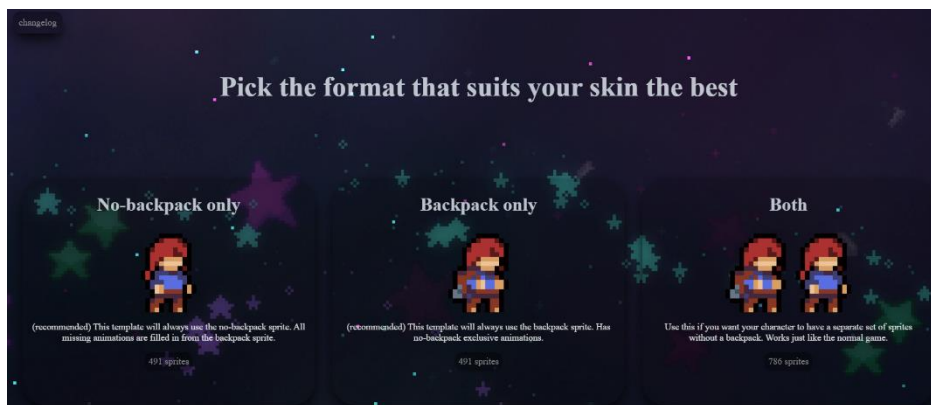 changelog
Pick the format that suits your skin the best
No-backpack only
(recommended) This template will always use the no-backpack sprite. All
missing animations are filled in from the backpack sprite.
491 sprites
Backpack only
(recommended) This template will always use the backpack sprite. Has
no-backpack exclusive animations.
491 sprites
Both
Use this if you want your character to have a separate set of sprites
without a backpack. Works just like the normal game.
786 sprites